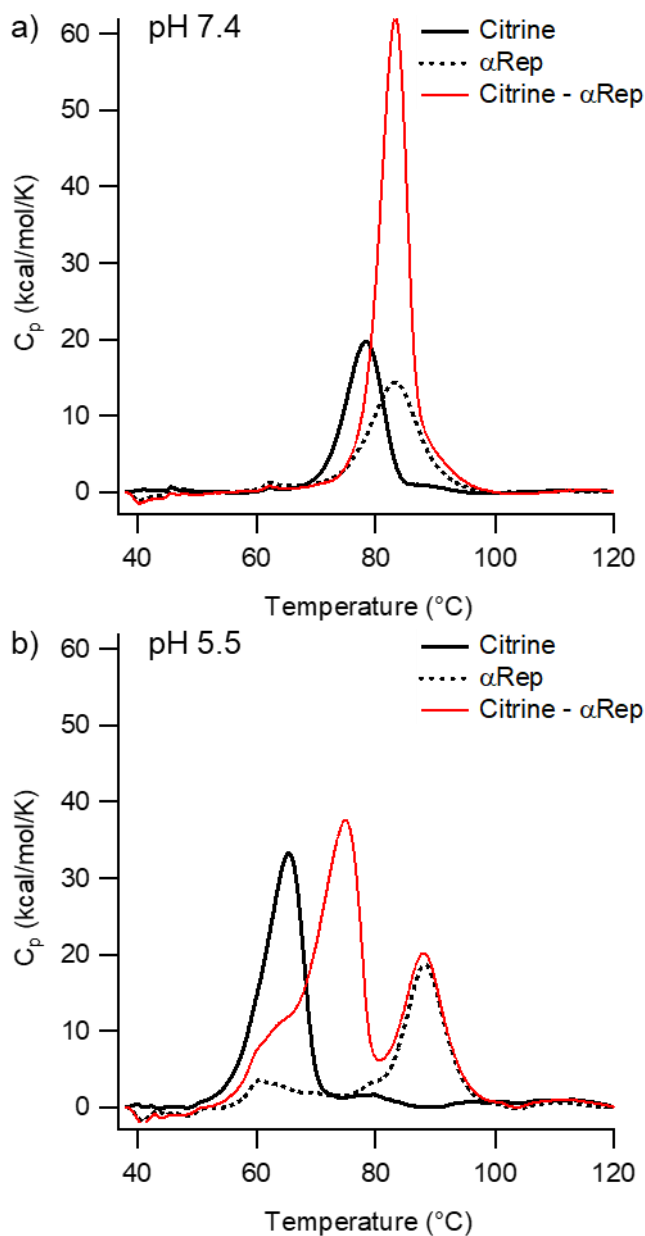 a) pH 7.4
Citrine
αRep
Citrine - αRep
60
50
40
30
20
10
0
Cp (kcal/mol/K)
40 60 80 100 120
Temperature (°C)
b) pH 5.5
Citrine
αRep
Citrine - αRep
60
50
40
30
20
10
0
Cp (kcal/mol/K)
40 60 80 100 120
Temperature (°C)